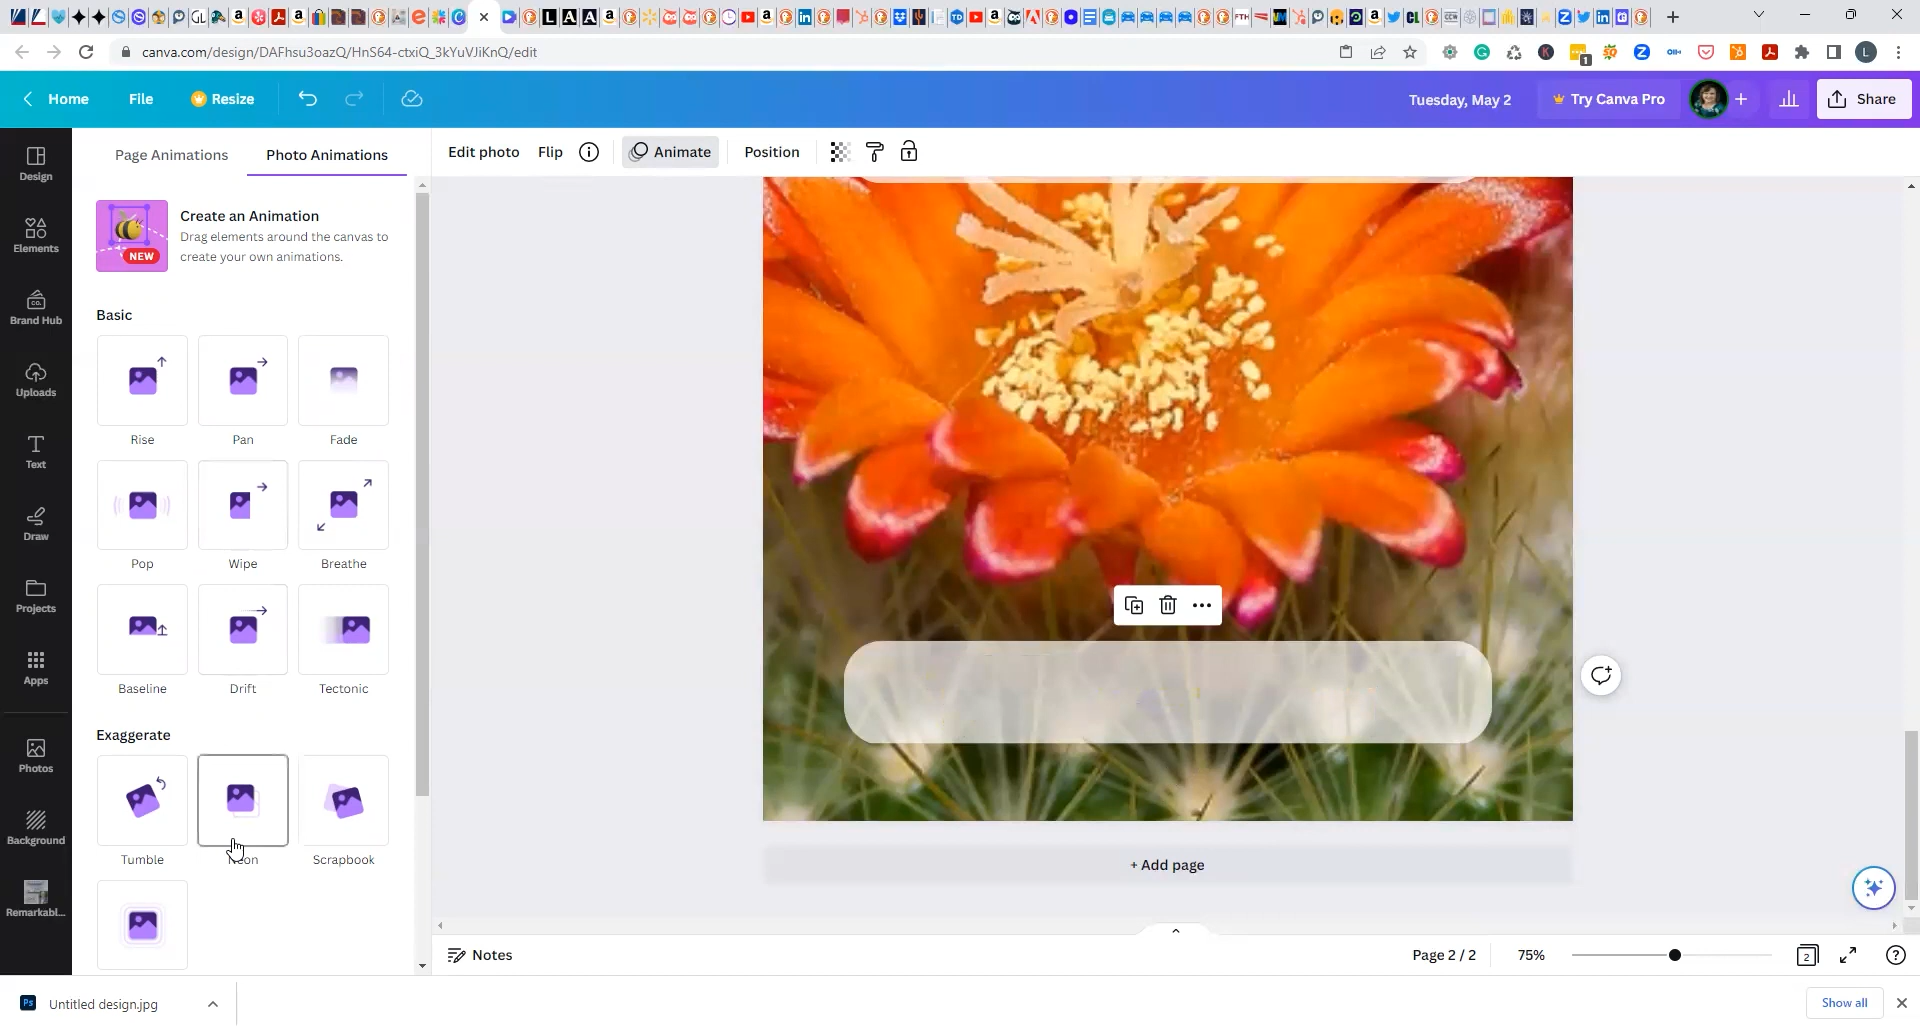 canva.com/design/DAFhsu3oazQ/HnS64-ctxiQ_3kYuVJiKnQ/edit
Home File Resize Tuesday, May 2 Try Canva Pro Share
Design
Elements
Brand Hub
Uploads
Text
Draw
Projects
Apps
Photos
Background
Remarkabl...
Page Animations Photo Animations
Create an Animation
Drag elements around the canvas to
create your own animations.
NEW
Basic
Rise Pan Fade
Pop Wipe Breathe
Baseline Drift Tectonic
Exaggerate
Tumble Neon Scrapbook
Edit photo Flip Animate Position
+ Add page
Notes Page 2 / 2 75% 2
Untitled design.jpg Show all